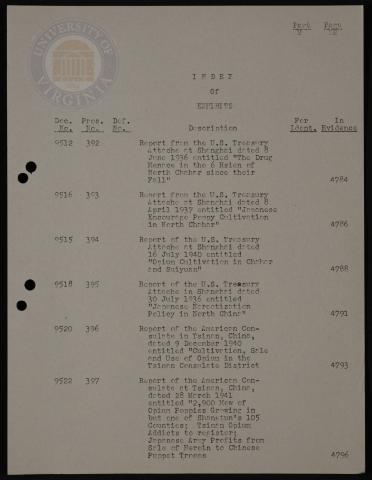 UNIVERSITY OF VIRGINIA
Page Page
INDEX
Of
EXHIBITS
Doc. Pros. Def. For In
No. No. No. Description Ident. Evidence
9512 392 Report from the U.S. Treasury
Attache at Shanghai dated 8
June 1936 entitled "The Drug
Menace in the 6 Hsien of
North Chahar since their
Fall" 4784
9516 393 Report from the U.S. Treasury
Attache at Shanghai dated 8
April 1937 entitled "Japanese
Encourage Poppy Cultivation
in North Chahar" 4786
9515 394 Report of the U.S. Treasury
Attache at Shanghai dated
16 July 1940 entitled
"Opium Cultivation in Chahar
and Suiyuan" 4788
9518 395 Report of the U.S. Treasury
Attache in Shanghai dated
30 July 1936 entitled
"Japanese Narcotization
Policy in North China" 4791
9520 396 Report of the American Con-
sulate in Tsinan, China,
dated 9 December 1940
entitled "Cultivation, Sale
and Use of Opium in the
Tsinan Consulate District 4793
9522 397 Report of the American Con-
sulate at Tsinan, China,
dated 28 March 1941
entitled "2,900 Mow of
Opium Poppies Growing in
but one of Shantun's 105
Counties; Tsinan Opium
Addicts to register;
Japanese Army Profits from
Sale of Heroin to Chinese
Puppet Troops 4796